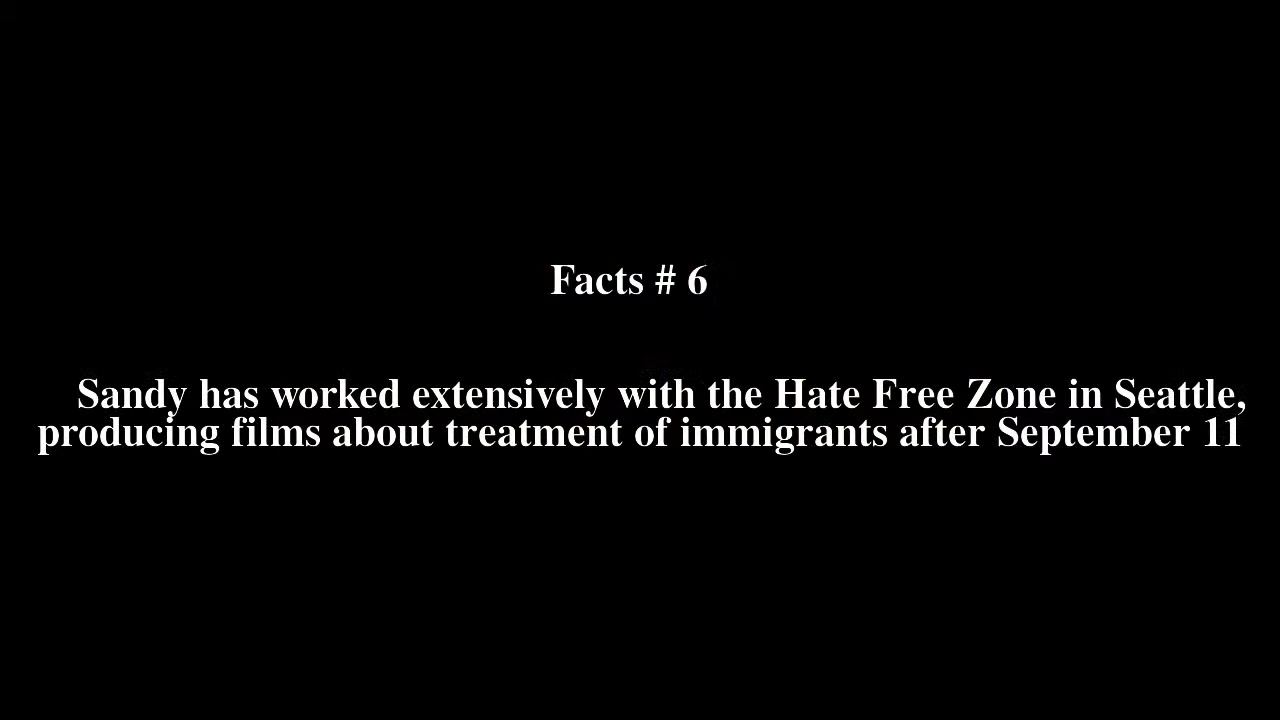 Facts # 6
Sandy has worked extensively with the Hate Free Zone in Seattle,
producing films about treatment of immigrants after September 11